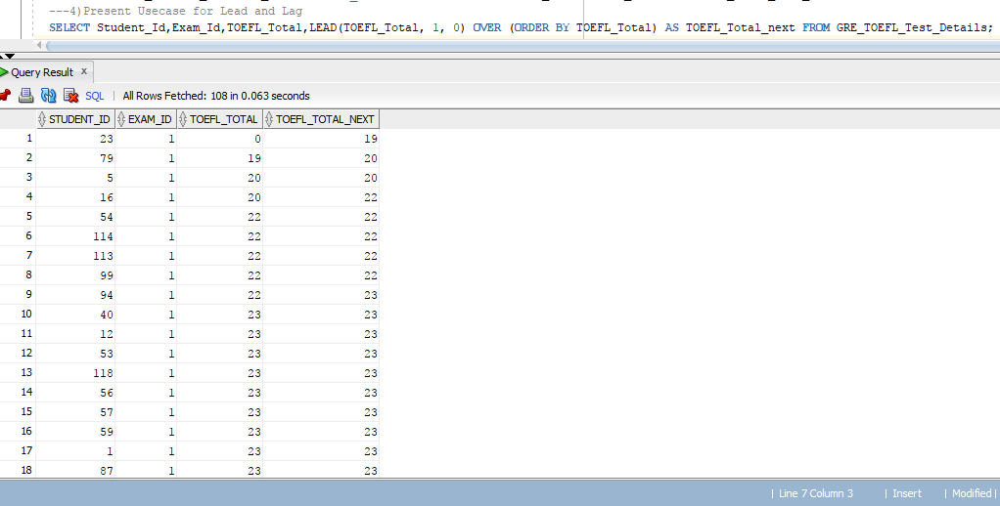 ---4)Present Usecase for Lead and Lag
SELECT Student_Id,Exam_Id,TOEFL_Total,LEAD(TOEFL_Total, 1, 0) OVER (ORDER BY TOEFL_Total) AS TOEFL_Total_next FROM GRE_TOEFL_Test_Details;
Query Result x
SQL | All Rows Fetched: 108 in 0.063 seconds
STUDENT_ID EXAM_ID TOEFL_TOTAL TOEFL_TOTAL_NEXT
1 23 1 0 19
2 79 1 19 20
3 5 1 20 20
4 16 1 20 22
5 54 1 22 22
6 114 1 22 22
7 113 1 22 22
8 99 1 22 22
9 94 1 22 23
10 40 1 23 23
11 12 1 23 23
12 53 1 23 23
13 118 1 23 23
14 56 1 23 23
15 57 1 23 23
16 59 1 23 23
17 1 1 23 23
18 87 1 23 23
| Line 7 Column 3 | Insert | Modified |